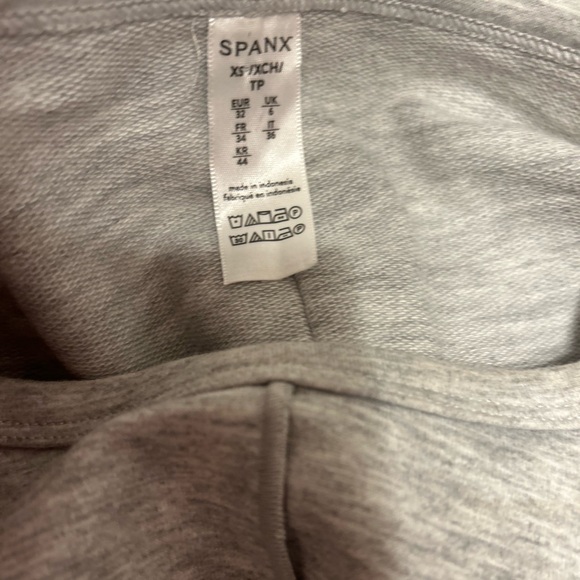 SPANX
XS /XCH/
TP
EUR UK
32 6
FR IT
34 36
KR
44
made in indonesia
fabriqué en indonésie